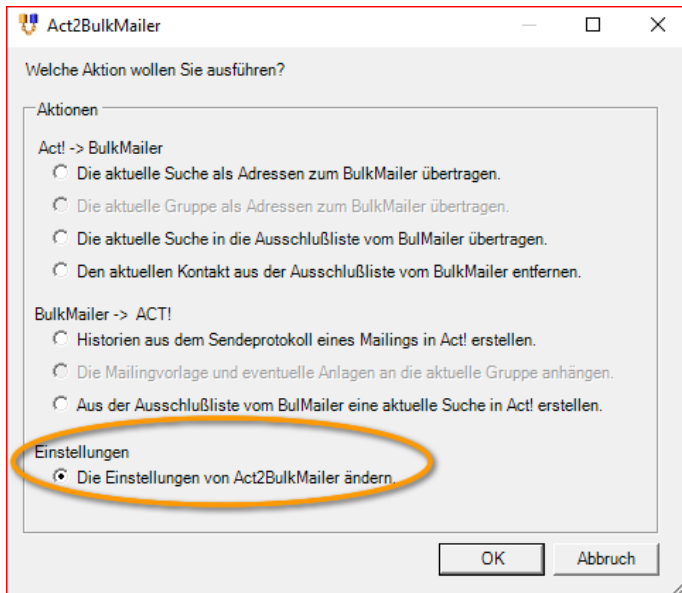 Act2BulkMailer
Welche Aktion wollen Sie ausführen?
Aktionen
Act! -> BulkMailer
Die aktuelle Suche als Adressen zum BulkMailer übertragen.
Die aktuelle Gruppe als Adressen zum BulkMailer übertragen.
Die aktuelle Suche in die Ausschlußliste vom BulMailer übertragen.
Den aktuellen Kontakt aus der Ausschlußliste vom BulkMailer entfernen.
BulkMailer -> ACT!
Historien aus dem Sendeprotokoll eines Mailings in Act! erstellen.
Die Mailingvorlage und eventuelle Anlagen an die aktuelle Gruppe anhängen.
Aus der Ausschlußliste vom BulMailer eine aktuelle Suche in Act! erstellen.
Einstellungen
Die Einstellungen von Act2BulkMailer ändern.
OK Abbruch